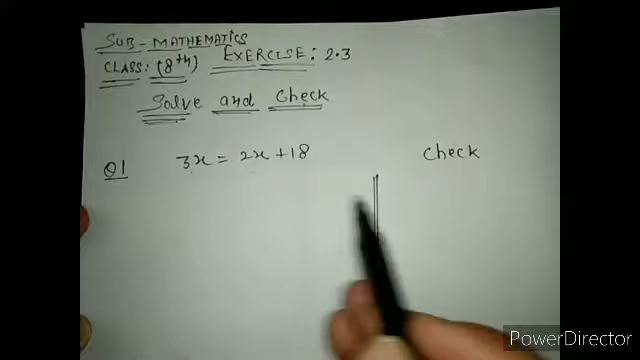 SUB- MATHEMATICS
CLASS: (8th) EXERCISE: 2.3
Solve and Check
Q1 3x = 2x + 18 Check
PowerDirector